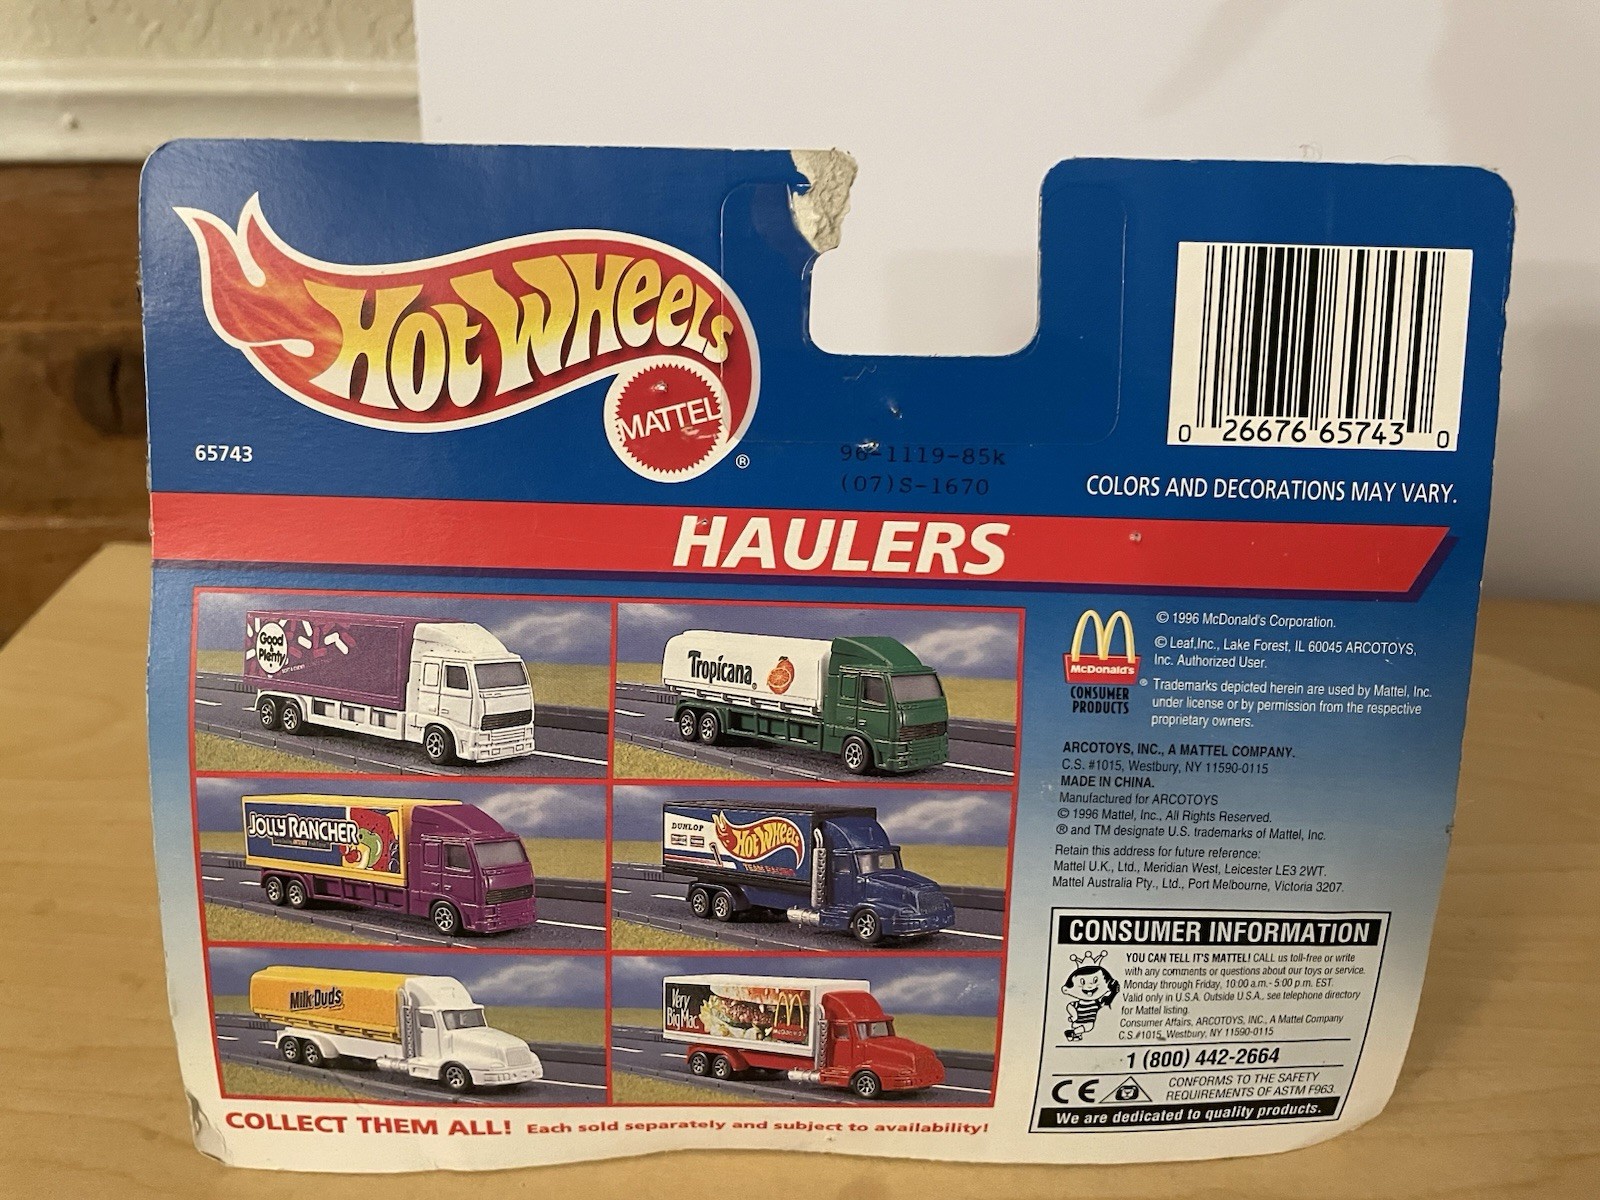 HOT WHEELS
MATTEL
®
65743
0 26676 65743 0
96-1119-85k
(07)S-1670
COLORS AND DECORATIONS MAY VARY.
HAULERS
Good
&
Plenty
Tropicana
JOLLY RANCHER
DUNLOP
HOT WHEELS
TEAM RACING
Milk Duds
Very
Big Mac
McDonald's
COLLECT THEM ALL! Each sold separately and subject to availability!
McDonald's
CONSUMER
PRODUCTS
© 1996 McDonald's Corporation.
© Leaf,Inc., Lake Forest, IL 60045 ARCOTOYS,
Inc. Authorized User.
® Trademarks depicted herein are used by Mattel, Inc.
under license or by permission from the respective
proprietary owners.
ARCOTOYS, INC., A MATTEL COMPANY.
C.S. #1015, Westbury, NY 11590-0115
MADE IN CHINA.
Manufactured for ARCOTOYS
© 1996 Mattel, Inc., All Rights Reserved.
® and TM designate U.S. trademarks of Mattel, Inc.
Retain this address for future reference:
Mattel U.K., Ltd., Meridian West, Leicester LE3 2WT.
Mattel Australia Pty., Ltd., Port Melbourne, Victoria 3207.
CONSUMER INFORMATION
YOU CAN TELL IT'S MATTEL! CALL us toll-free or write
with any comments or questions about our toys or service.
Monday through Friday, 10:00 a.m.- 5:00 p.m. EST.
Valid only in U.S.A. Outside U.S.A., see telephone directory
for Mattel listing.
Consumer Affairs, ARCOTOYS, INC., A Mattel Company
C.S.#1015, Westbury, NY 11590-0115
1 (800) 442-2664
CE
CONFORMS TO THE SAFETY
REQUIREMENTS OF ASTM F963.
We are dedicated to quality products.